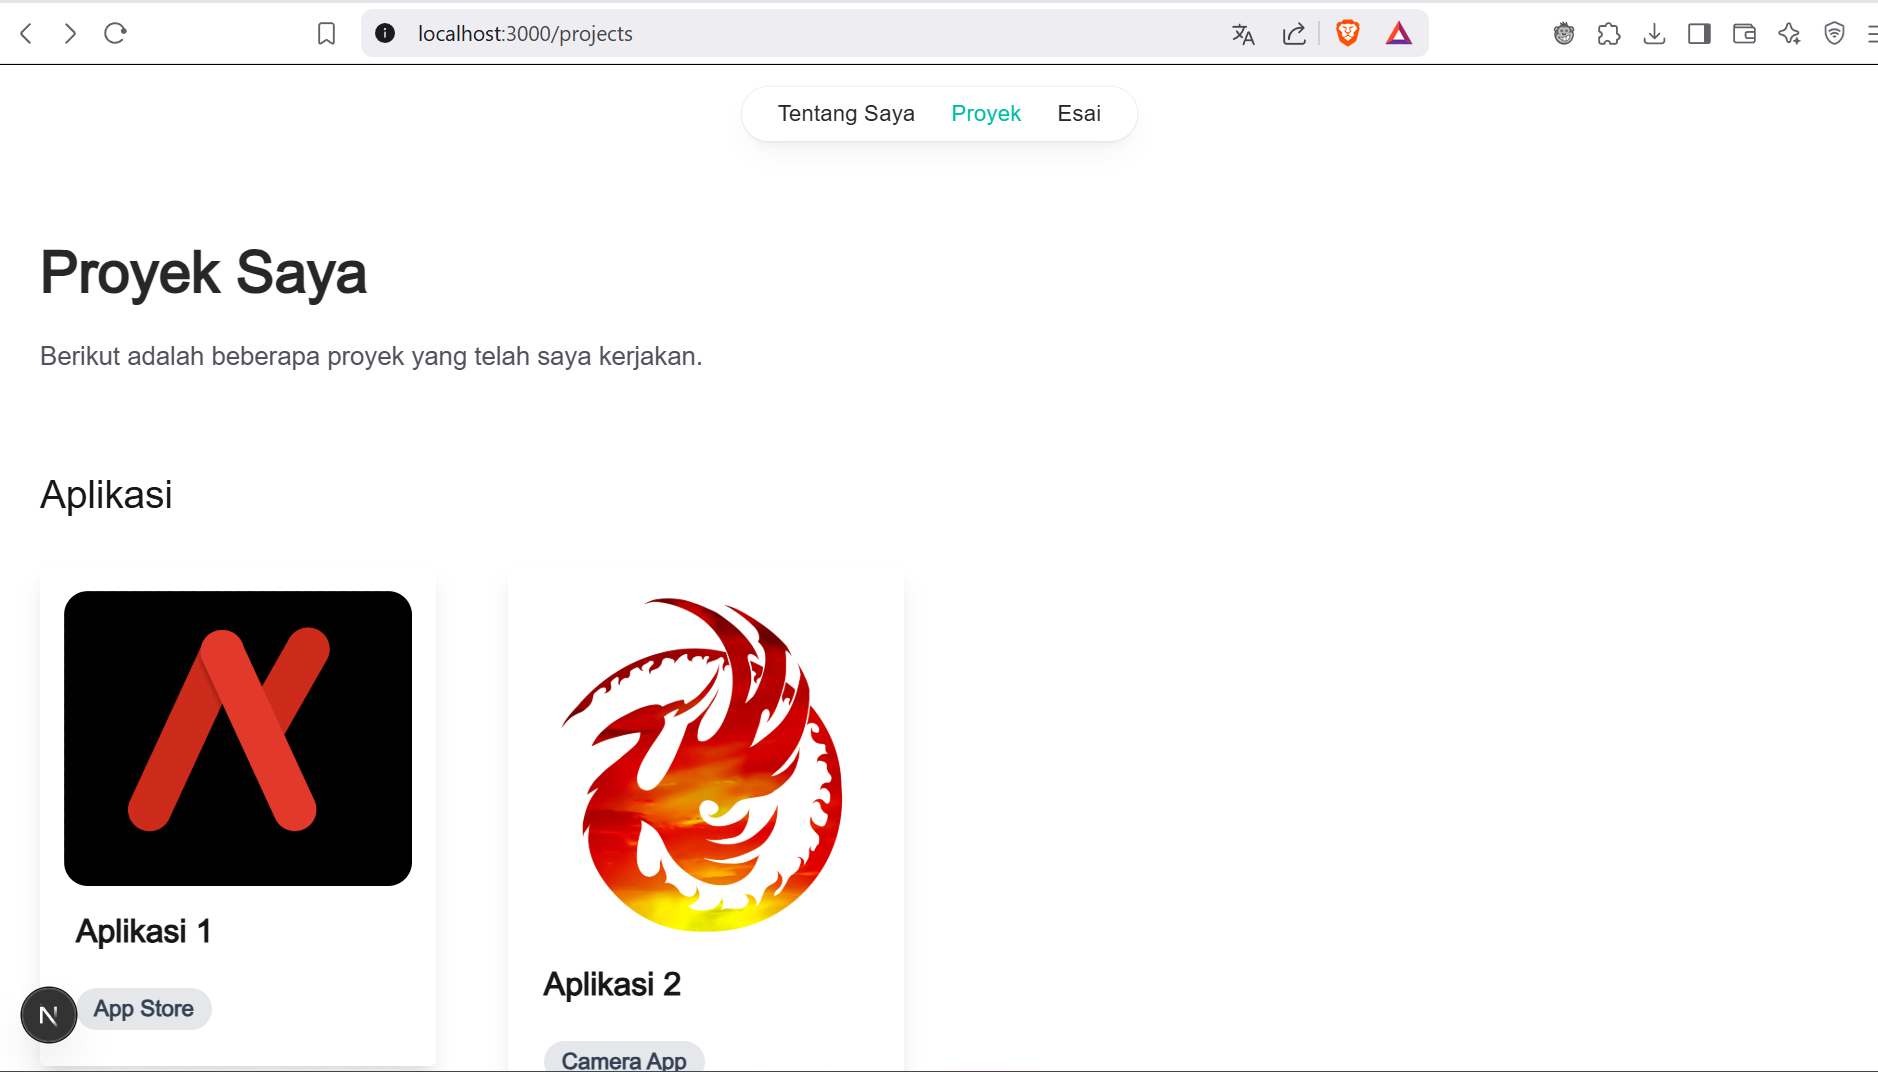 localhost:3000/projects
Tentang Saya Proyek Esai
Proyek Saya
Berikut adalah beberapa proyek yang telah saya kerjakan.
Aplikasi
Aplikasi 1
App Store
Aplikasi 2
Camera App
N